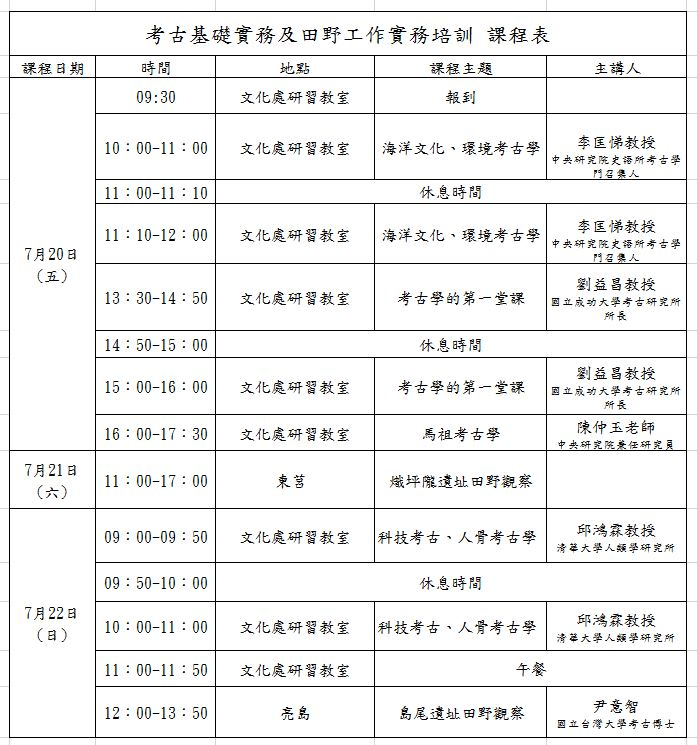 考古基礎實務及田野工作實務培訓 課程表
課程日期 時間 地點 課程主題 主講人
09:30 文化處研習教室 報到
10：00-11：00 文化處研習教室 海洋文化、環境考古學 李匡悌教授
中央研究院史語所考古學
門召集人
11：00-11：10 休息時間
11：10-12：00 文化處研習教室 海洋文化、環境考古學 李匡悌教授
中央研究院史語所考古學
門召集人
7月20日
（五）
13：30-14：50 文化處研習教室 考古學的第一堂課 劉益昌教授
國立成功大學考古研究所
所長
14：50-15：00 休息時間
15：00-16：00 文化處研習教室 考古學的第一堂課 劉益昌教授
國立成功大學考古研究所
所長
16：00-17：30 文化處研習教室 馬祖考古學 陳仲玉老師
中央研究院兼任研究員
7月21日
（六）
11：00-17：00 東莒 熾坪隴遺址田野觀察
09：00-09：50 文化處研習教室 科技考古、人骨考古學 邱鴻霖教授
清華大學人類學研究所
09：50-10：00 休息時間
7月22日
（日）
10：00-11：00 文化處研習教室 科技考古、人骨考古學 邱鴻霖教授
清華大學人類學研究所
11：00-11：50 文化處研習教室 午餐
12：00-13：50 亮島 島尾遺址田野觀察 尹意智
國立台灣大學考古博士